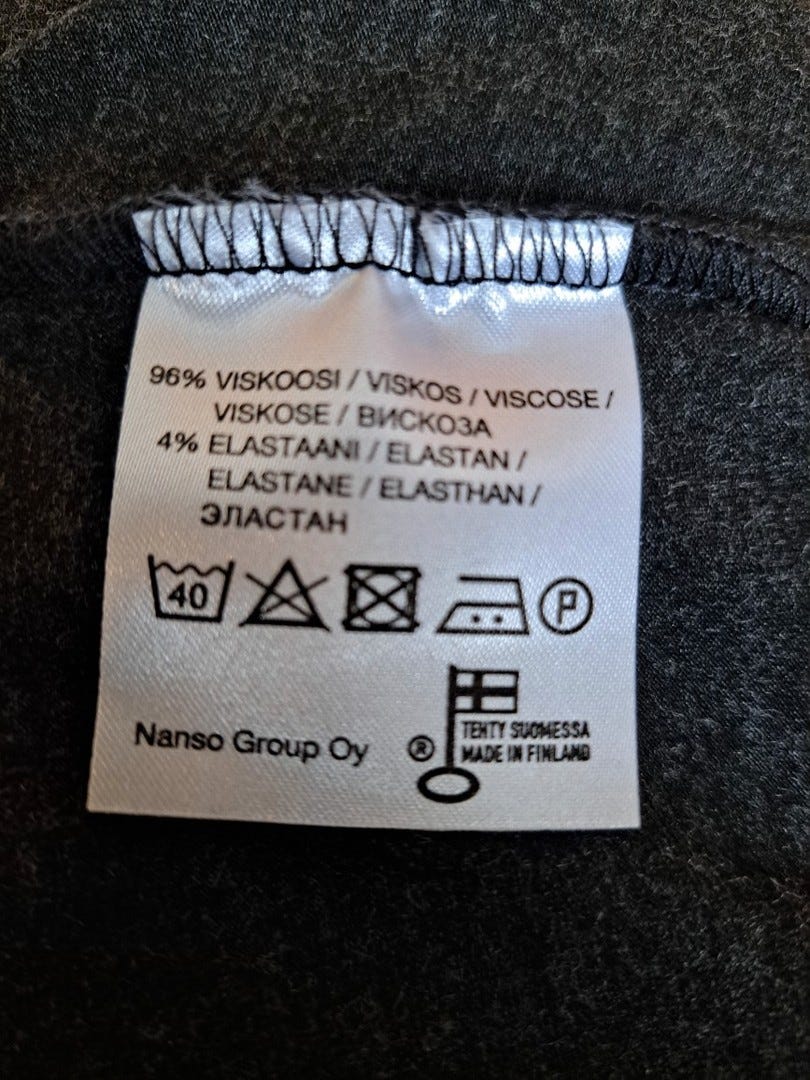 96% VISKOOSI / VISKOS / VISCOSE /
VISKOSE / ВИСКОЗА
4% ELASTAANI / ELASTAN /
ELASTANE / ELASTHAN /
ЭЛАСТАН
40
P
Nanso Group Oy
® TEHTY SUOMESSA
MADE IN FINLAND